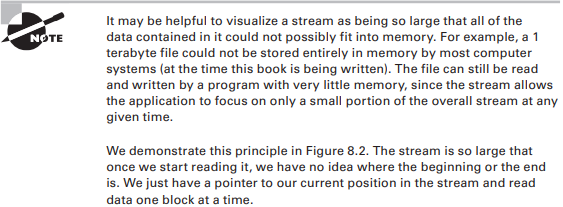 NOTE
It may be helpful to visualize a stream as being so large that all of the
data contained in it could not possibly fit into memory. For example, a 1
terabyte file could not be stored entirely in memory by most computer
systems (at the time this book is being written). The file can still be read
and written by a program with very little memory, since the stream allows
the application to focus on only a small portion of the overall stream at any
given time.
We demonstrate this principle in Figure 8.2. The stream is so large that
once we start reading it, we have no idea where the beginning or the end
is. We just have a pointer to our current position in the stream and read
data one block at a time.